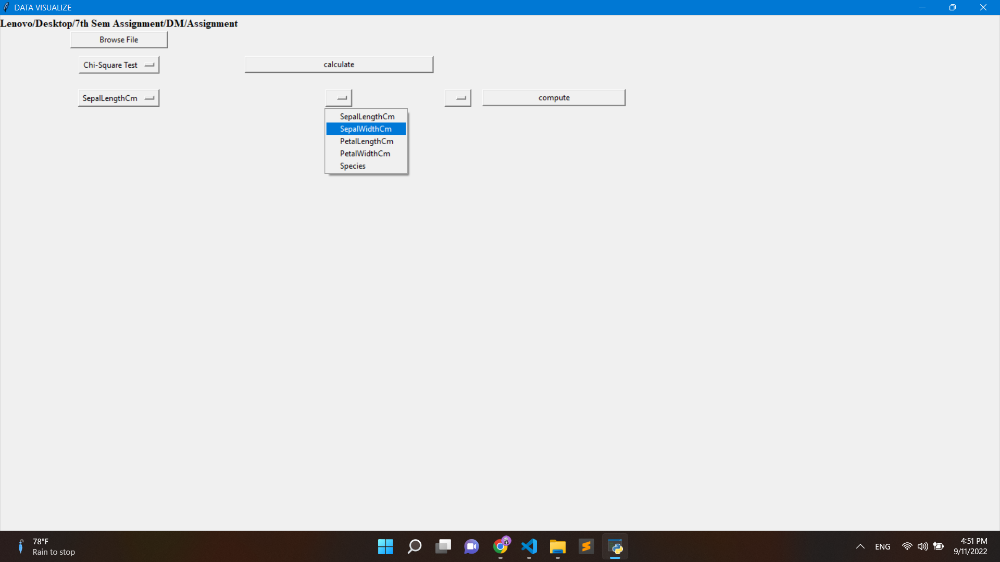 DATA VISUALIZE
Lenovo/Desktop/7th Sem Assignment/DM/Assignment
Browse File
Chi-Square Test
calculate
SepalLengthCm
compute
SepalLengthCm
SepalWidthCm
PetalLengthCm
PetalWidthCm
Species
78°F
Rain to stop
ENG
4:51 PM
9/11/2022